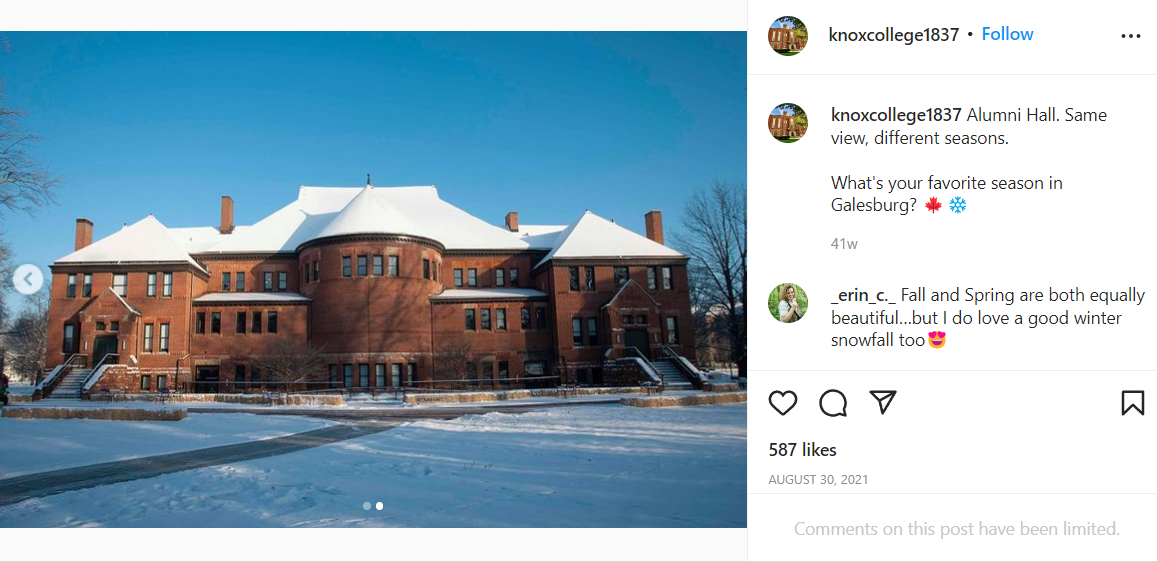 knoxcollege1837 • Follow
knoxcollege1837 Alumni Hall. Same
view, different seasons.
What's your favorite season in
Galesburg? 🍁 ❄️
41w
_erin_c._ Fall and Spring are both equally
beautiful...but I do love a good winter
snowfall too😍
587 likes
AUGUST 30, 2021
Comments on this post have been limited.